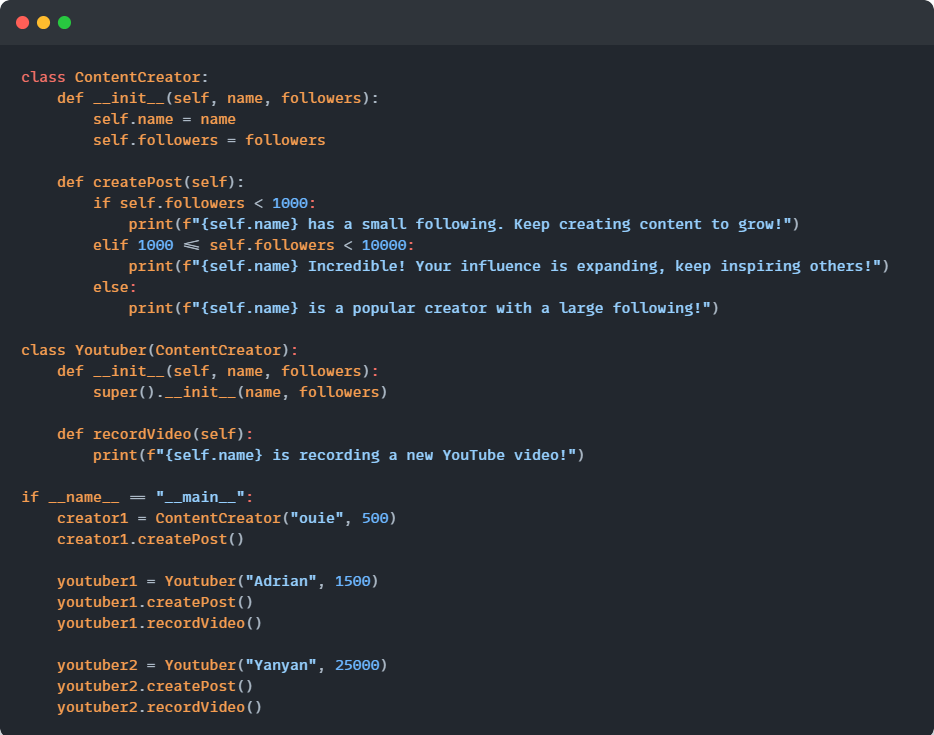 class ContentCreator:
    def __init__(self, name, followers):
        self.name = name
        self.followers = followers

    def createPost(self):
        if self.followers < 1000:
            print(f"{self.name} has a small following. Keep creating content to grow!")
        elif 1000 <= self.followers < 10000:
            print(f"{self.name} Incredible! Your influence is expanding, keep inspiring others!")
        else:
            print(f"{self.name} is a popular creator with a large following!")

class Youtuber(ContentCreator):
    def __init__(self, name, followers):
        super().__init__(name, followers)

    def recordVideo(self):
        print(f"{self.name} is recording a new YouTube video!")

if __name__ == "__main__":
    creator1 = ContentCreator("ouie", 500)
    creator1.createPost()

    youtuber1 = Youtuber("Adrian", 1500)
    youtuber1.createPost()
    youtuber1.recordVideo()

    youtuber2 = Youtuber("Yanyan", 25000)
    youtuber2.createPost()
    youtuber2.recordVideo()